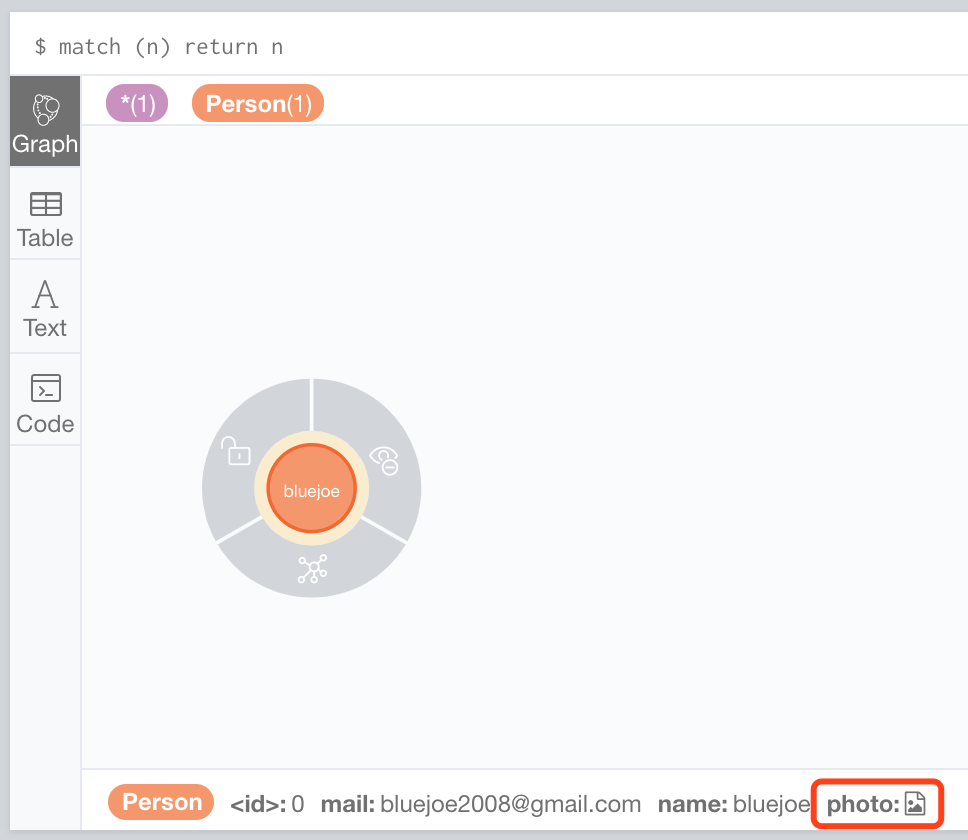 $ match (n) return n
*(1) Person(1)
Graph
Table
Text
Code
bluejoe
Person <id>: 0 mail: bluejoe2008@gmail.com name: bluejoe photo: